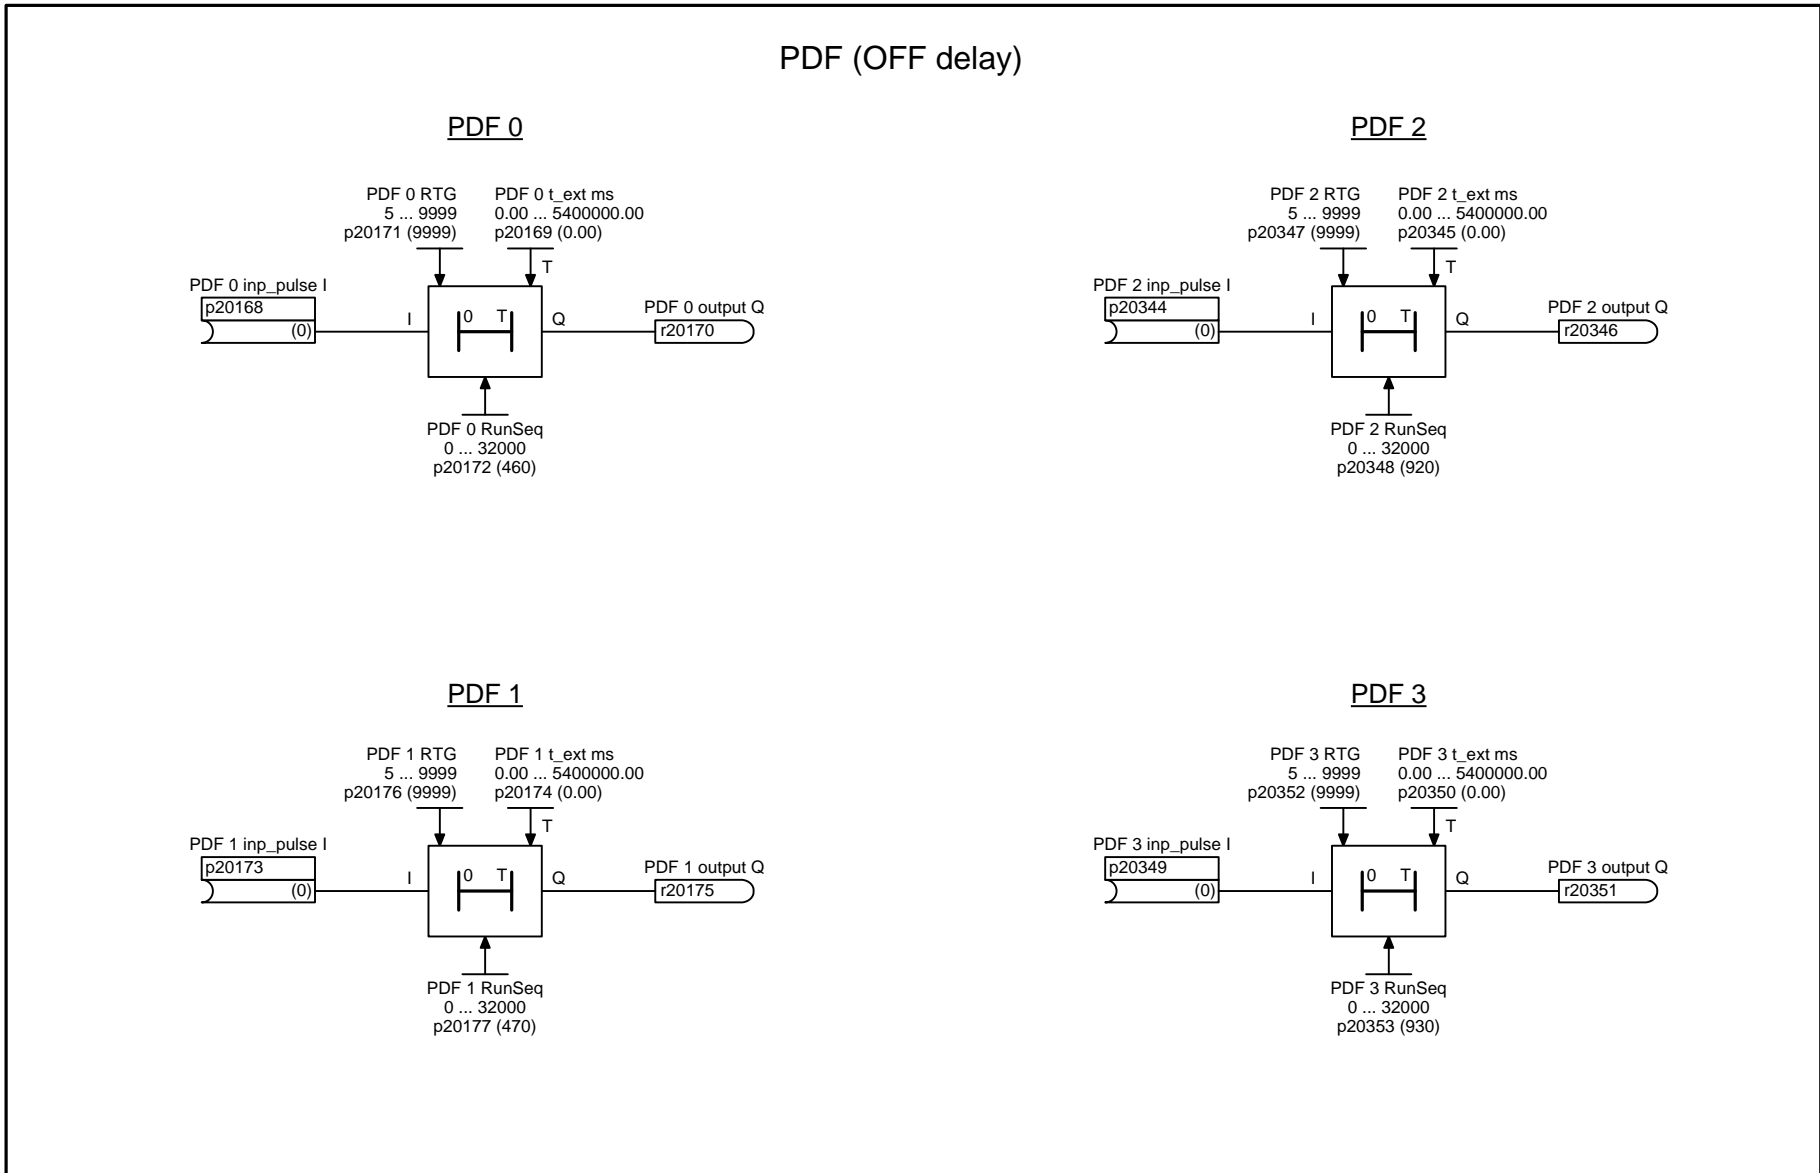 PDF (OFF delay)
PDF 0
PDF 0 RTG
5 ... 9999
p20171 (9999)
PDF 0 t_ext ms
0.00 ... 5400000.00
p20169 (0.00)
T
PDF 0 inp_pulse I
p20168
(0)
I
0 T
Q
PDF 0 output Q
r20170
PDF 0 RunSeq
0 ... 32000
p20172 (460)
PDF 2
PDF 2 RTG
5 ... 9999
p20347 (9999)
PDF 2 t_ext ms
0.00 ... 5400000.00
p20345 (0.00)
T
PDF 2 inp_pulse I
p20344
(0)
I
0 T
Q
PDF 2 output Q
r20346
PDF 2 RunSeq
0 ... 32000
p20348 (920)
PDF 1
PDF 1 RTG
5 ... 9999
p20176 (9999)
PDF 1 t_ext ms
0.00 ... 5400000.00
p20174 (0.00)
T
PDF 1 inp_pulse I
p20173
(0)
I
0 T
Q
PDF 1 output Q
r20175
PDF 1 RunSeq
0 ... 32000
p20177 (470)
PDF 3
PDF 3 RTG
5 ... 9999
p20352 (9999)
PDF 3 t_ext ms
0.00 ... 5400000.00
p20350 (0.00)
T
PDF 3 inp_pulse I
p20349
(0)
I
0 T
Q
PDF 3 output Q
r20351
PDF 3 RunSeq
0 ... 32000
p20353 (930)